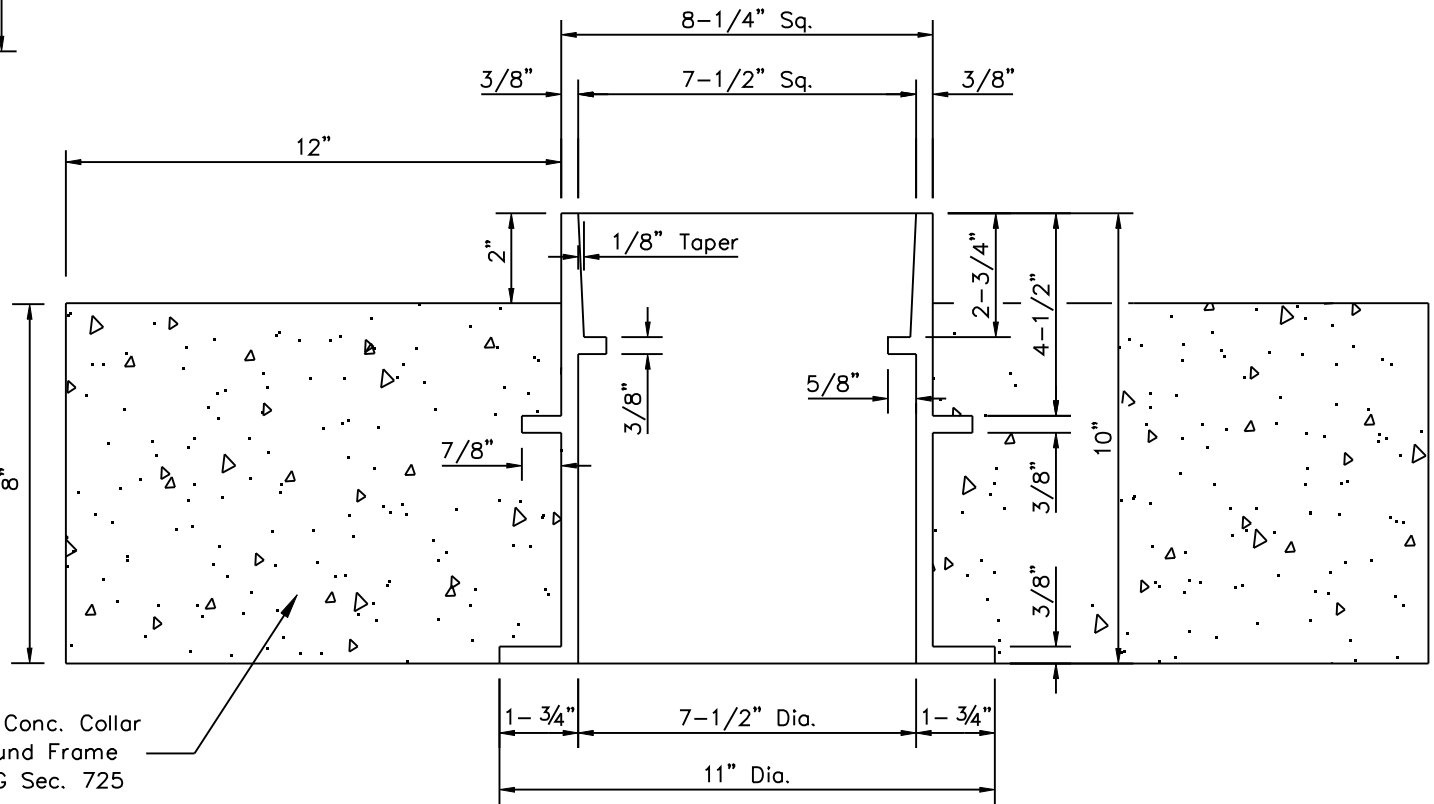 8-1/4" Sq.
3/8" 7-1/2" Sq. 3/8"
12"
2"
1/8" Taper
2-3/4"
4-1/2"
3/8"
5/8"
7/8"
8"
10"
3/8"
3/8"
1-3/4" 7-1/2" Dia. 1-3/4"
11" Dia.
Conc. Collar
Frame
Sec. 725